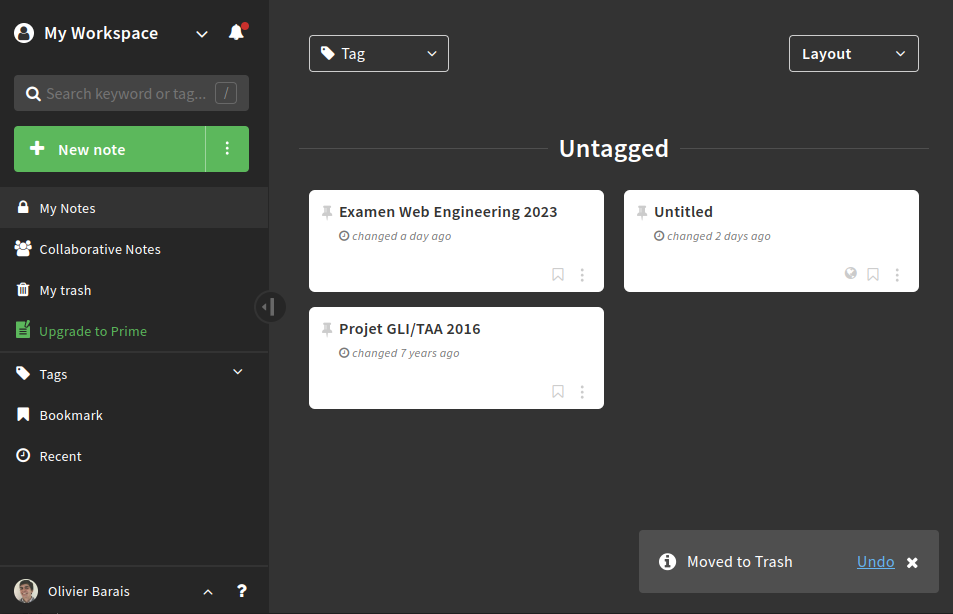 My Workspace
Search keyword or tag... /
New note
My Notes
Collaborative Notes
My trash
Upgrade to Prime
Tags
Bookmark
Recent
Olivier Barais ?
Tag
Layout
Untagged
Examen Web Engineering 2023
changed a day ago
Untitled
changed 2 days ago
Projet GLI/TAA 2016
changed 7 years ago
Moved to Trash Undo